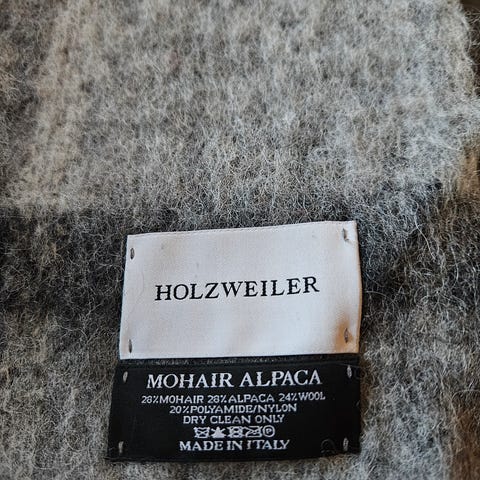 HOLZWEILER
MOHAIR ALPACA
28%MOHAIR 28%ALPACA 24%WOOL
20%POLYAMIDE/NYLON
DRY CLEAN ONLY
MADE IN ITALY